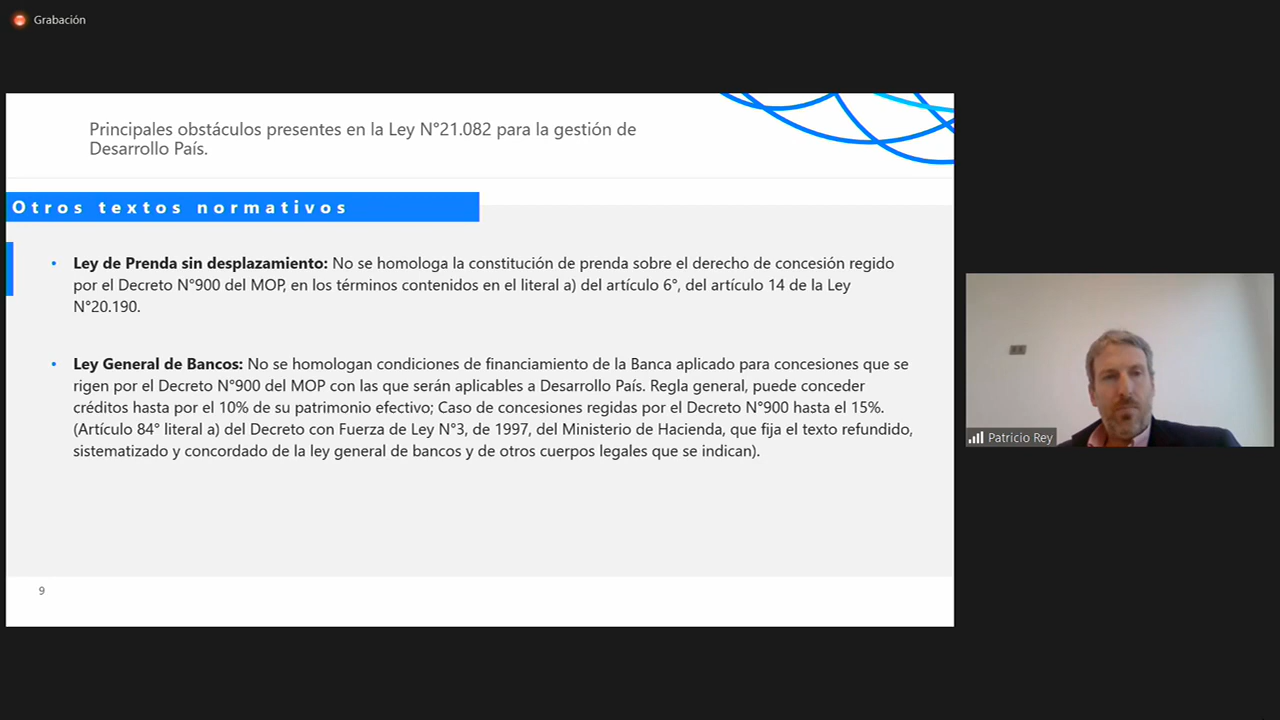 Grabación
Principales obstáculos presentes en la Ley N°21.082 para la gestión de
Desarrollo País.
Otros textos normativos
• Ley de Prenda sin desplazamiento: No se homologa la constitución de prenda sobre el derecho de concesión regido
por el Decreto N°900 del MOP, en los términos contenidos en el literal a) del artículo 6°, del artículo 14 de la Ley
N°20.190.
• Ley General de Bancos: No se homologan condiciones de financiamiento de la Banca aplicado para concesiones que se
rigen por el Decreto N°900 del MOP con las que serán aplicables a Desarrollo País. Regla general, puede conceder
créditos hasta por el 10% de su patrimonio efectivo; Caso de concesiones regidas por el Decreto N°900 hasta el 15%.
(Artículo 84° literal a) del Decreto con Fuerza de Ley N°3, de 1997, del Ministerio de Hacienda, que fija el texto refundido,
sistematizado y concordado de la ley general de bancos y de otros cuerpos legales que se indican).
9
Patricio Rey